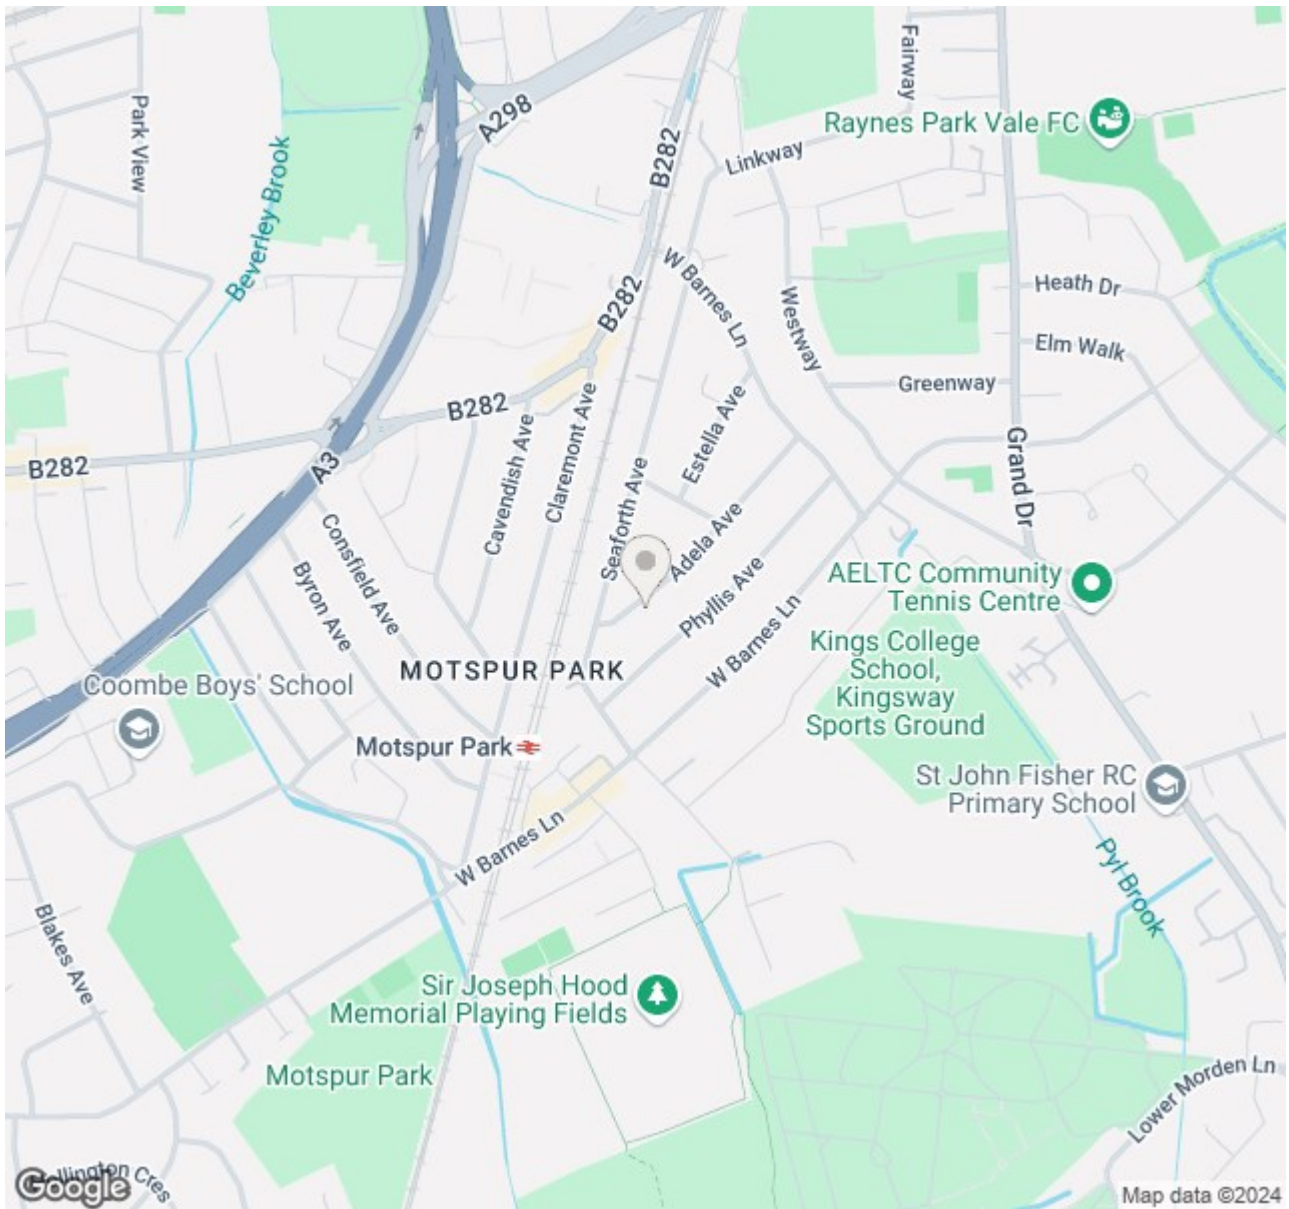 Park View
Beverley Brook
A298
B282
Fairway
Raynes Park Vale FC
Linkway
W Barnes Ln
Westway
Heath Dr
Elm Walk
Greenway
B282
B282
B282
A3
Cavendish Ave
Claremont Ave
Seaforth Ave
Estella Ave
Adela Ave
Phyllis Ave
W Barnes Ln
Grand Dr
Consfield Ave
Byron Ave
AELTC Community
Tennis Centre
Kings College
School,
Kingsway
Sports Ground
MOTSPUR PARK
Coombe Boys' School
Motspur Park
St John Fisher RC
Primary School
W Barnes Ln
Pyl Brook
Blakes Ave
Sir Joseph Hood
Memorial Playing Fields
Motspur Park
Lower Morden Ln
Cres
Google
Map data ©2024